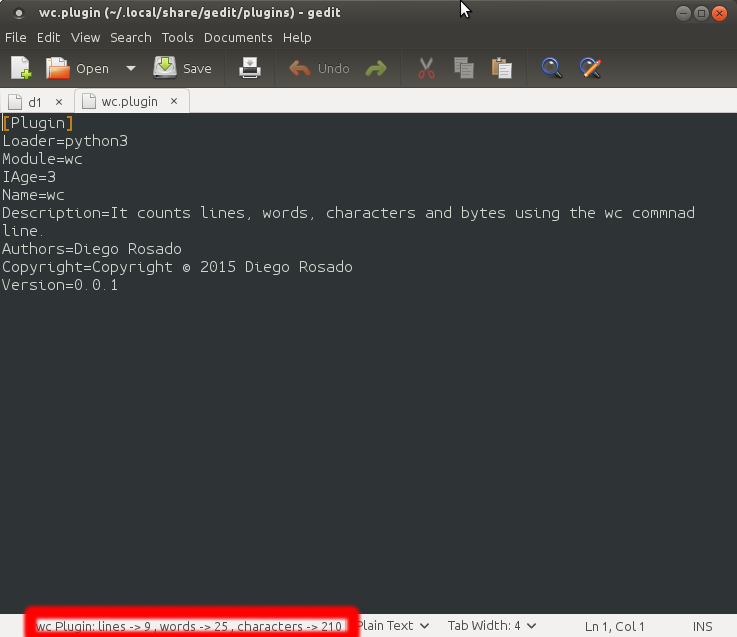 wc.plugin (~/.local/share/gedit/plugins) - gedit
File Edit View Search Tools Documents Help
Open Save Undo
d1 × wc.plugin ×
[Plugin]
Loader=python3
Module=wc
IAge=3
Name=wc
Description=It counts lines, words, characters and bytes using the wc commnad
line.
Authors=Diego Rosado
Copyright=Copyright © 2015 Diego Rosado
Version=0.0.1
wc Plugin: lines -> 9 , words -> 25 , characters -> 210 Plain Text Tab Width: 4 Ln 1, Col 1 INS